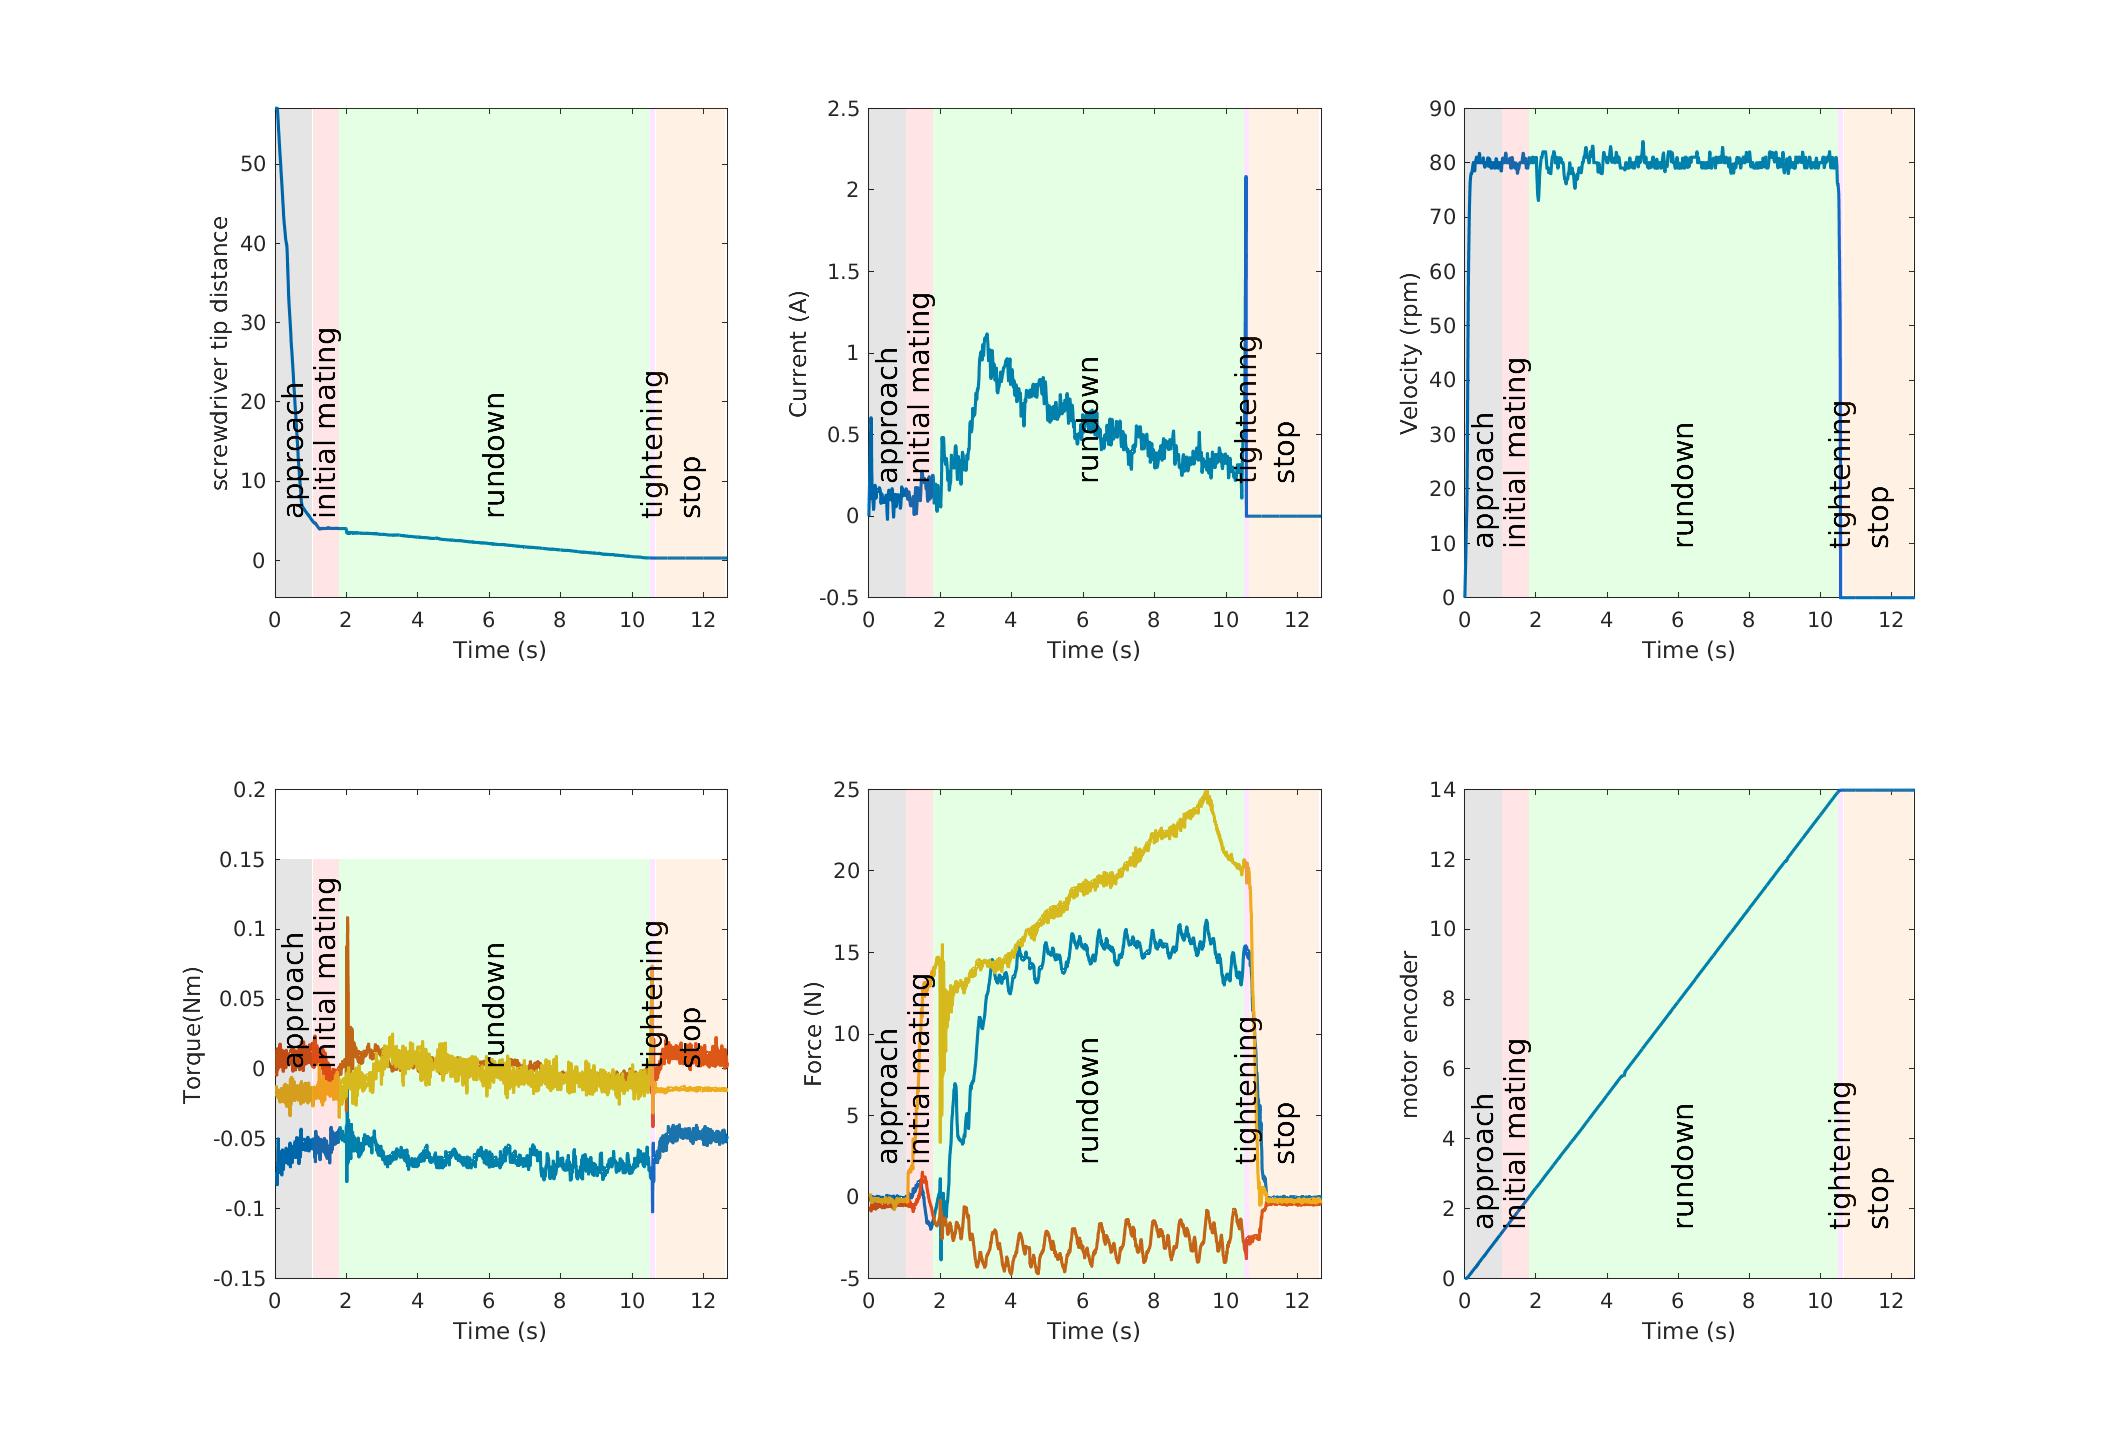 screwdriver tip distance
50
40
30
20
10
0
approach
initial mating
rundown
tightening
stop
0 2 4 6 8 10 12
Time (s)
Current (A)
2.5
2
1.5
1
0.5
0
-0.5
approach
initial mating
rundown
tightening
stop
0 2 4 6 8 10 12
Time (s)
Velocity (rpm)
90
80
70
60
50
40
30
20
10
0
approach
initial mating
rundown
tightening
stop
0 2 4 6 8 10 12
Time (s)
Torque(Nm)
0.2
0.15
0.1
0.05
0
-0.05
-0.1
-0.15
approach
initial mating
rundown
tightening
stop
0 2 4 6 8 10 12
Time (s)
Force (N)
25
20
15
10
5
0
-5
approach
initial mating
rundown
tightening
stop
0 2 4 6 8 10 12
Time (s)
motor encoder
14
12
10
8
6
4
2
0
approach
initial mating
rundown
tightening
stop
0 2 4 6 8 10 12
Time (s)